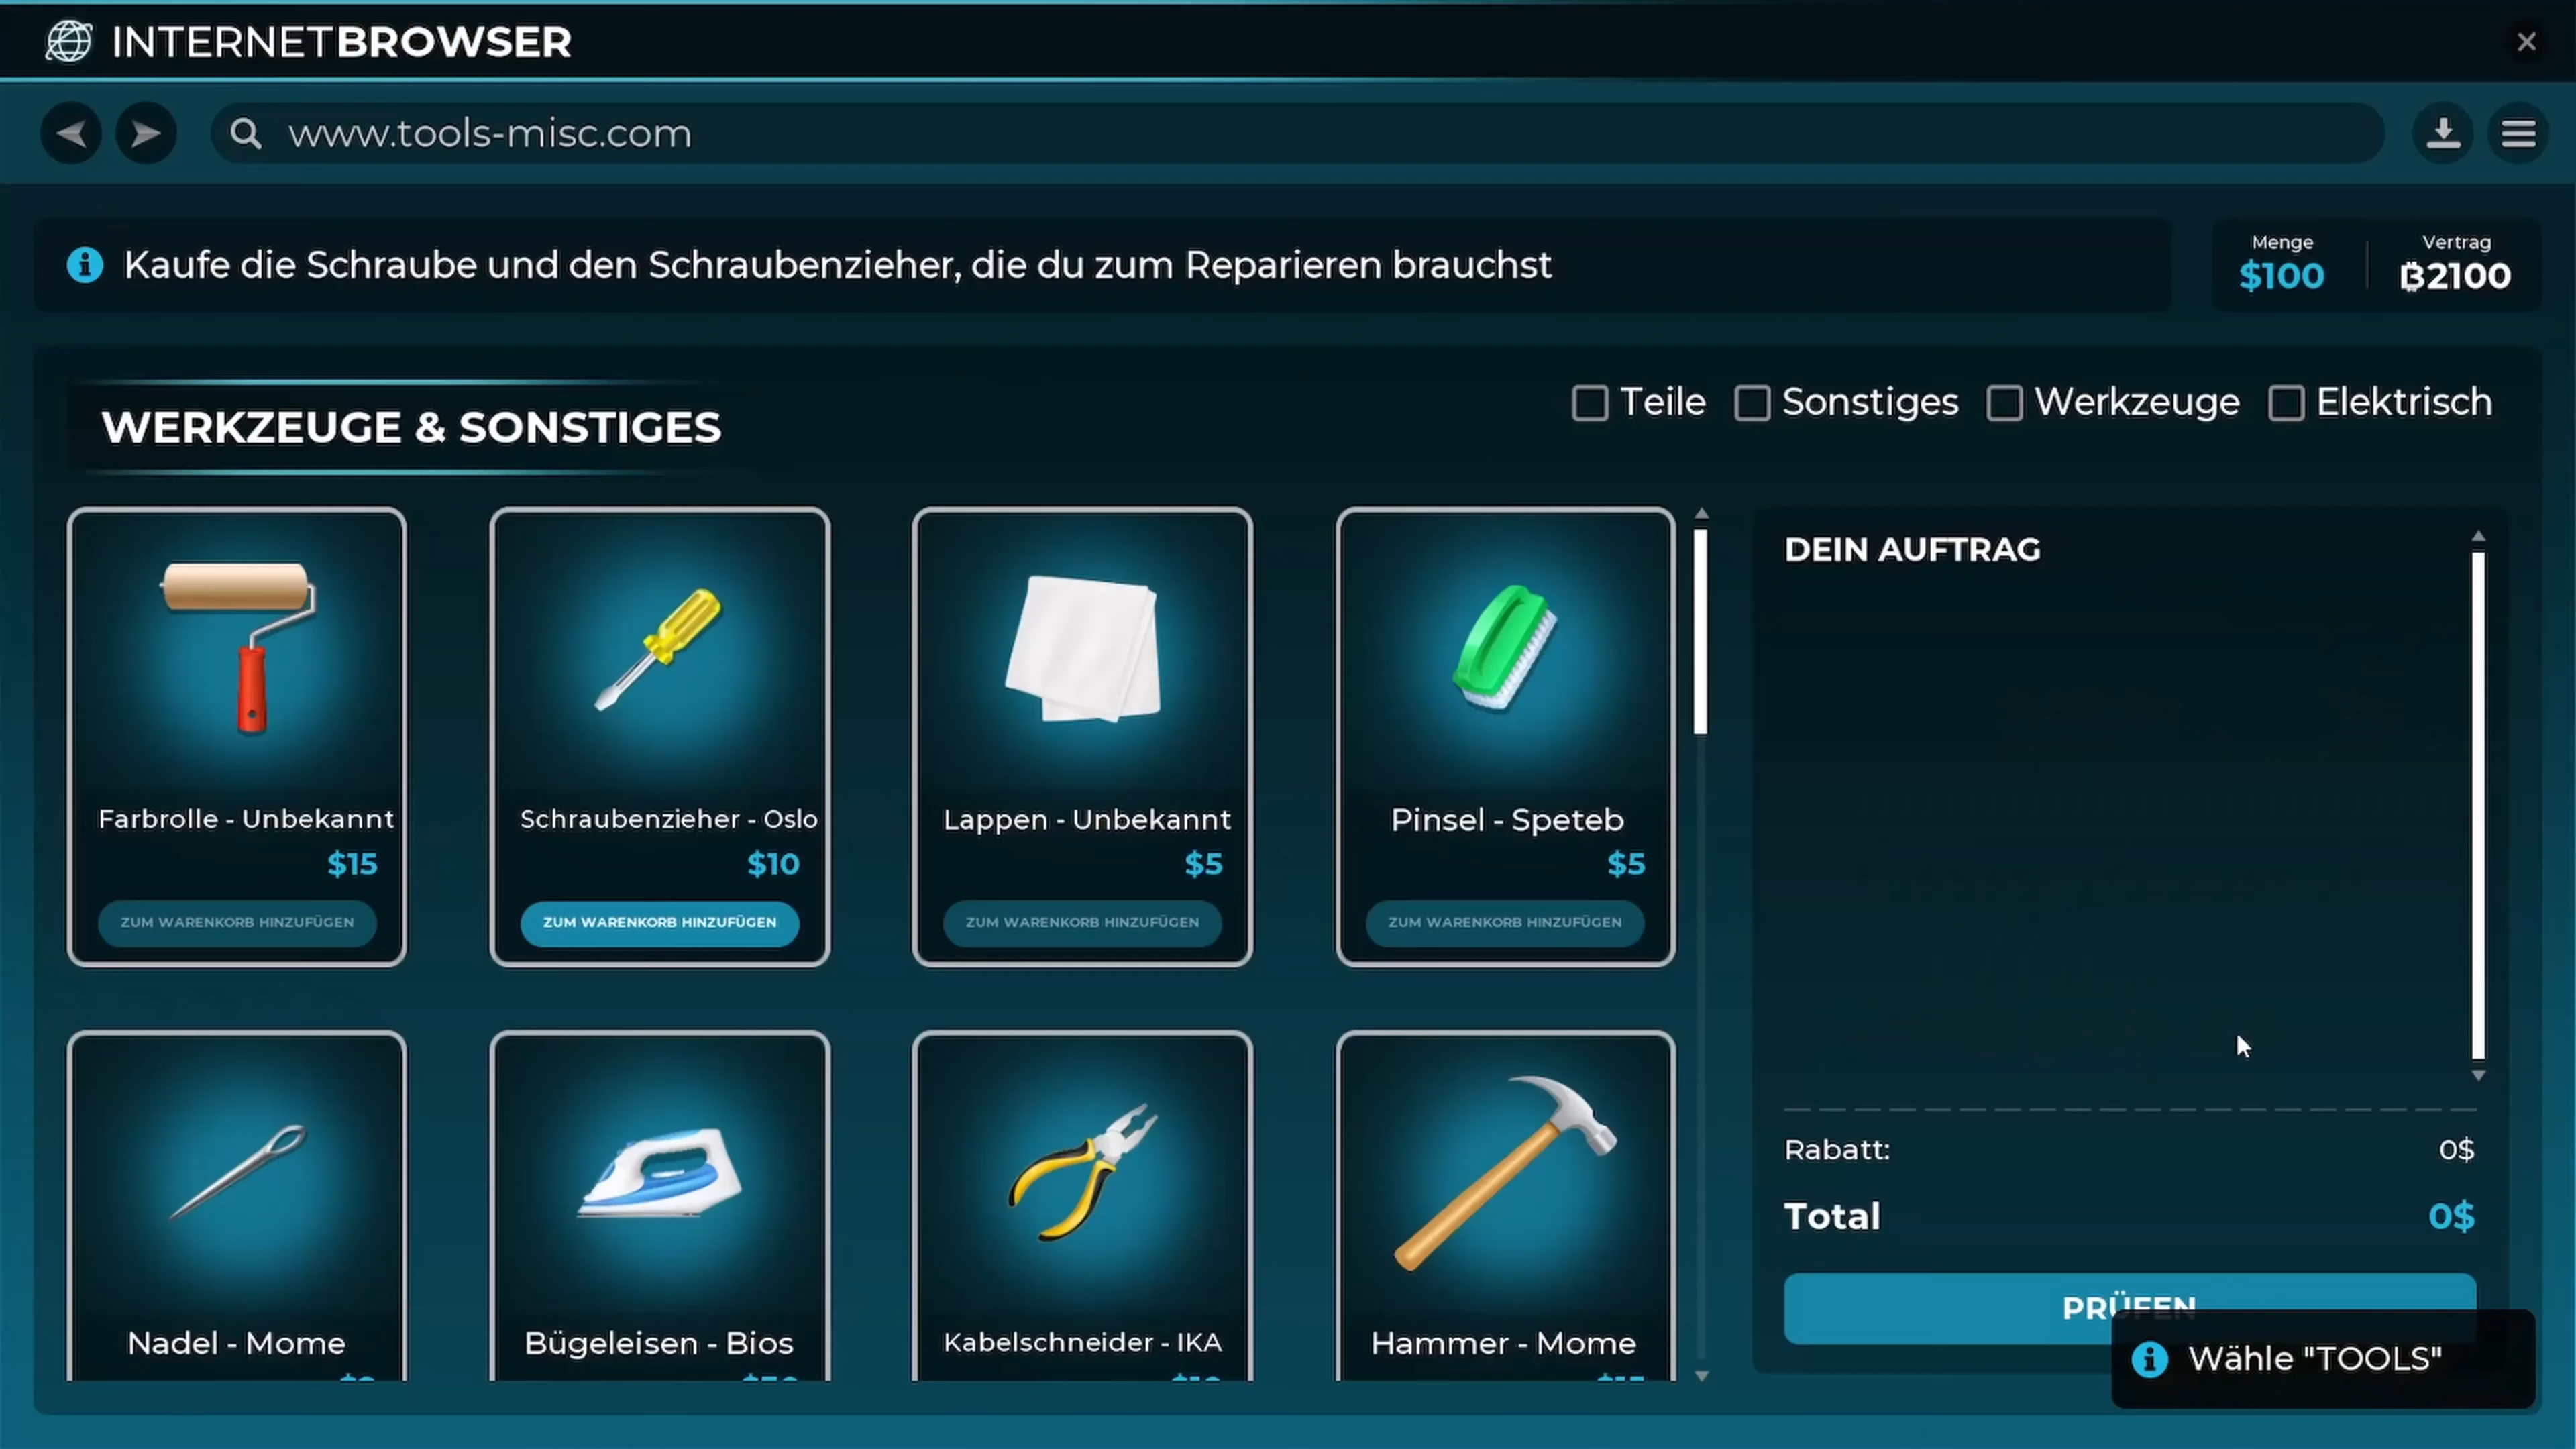 INTERNETBROWSER
www.tools-misc.com
Kaufe die Schraube und den Schraubenzieher, die du zum Reparieren brauchst
Menge
$100
Vertrag
₿2100
WERKZEUGE & SONSTIGES
Teile
Sonstiges
Werkzeuge
Elektrisch
Farbrolle - Unbekannt
$15
ZUM WARENKORB HINZUFÜGEN
Schraubenzieher - Oslo
$10
ZUM WARENKORB HINZUFÜGEN
Lappen - Unbekannt
$5
ZUM WARENKORB HINZUFÜGEN
Pinsel - Speteb
$5
ZUM WARENKORB HINZUFÜGEN
Nadel - Mome
Bügeleisen - Bios
Kabelschneider - IKA
Hammer - Mome
DEIN AUFTRAG
Rabatt: 0$
Total 0$
PRÜFEN
Wähle "TOOLS"